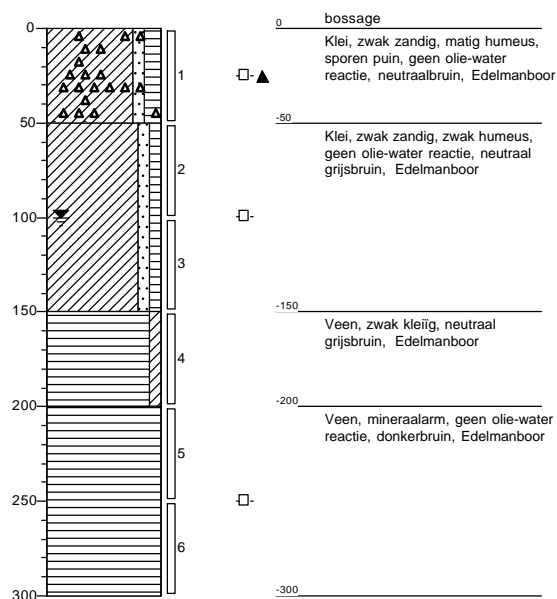 0
50
100
150
200
250
300
1
2
3
4
5
6
0
bossage
Klei, zwak zandig, matig humeus,
sporen puin, geen olie-water
reactie, neutraalbruin, Edelmanboor
-50
Klei, zwak zandig, zwak humeus,
geen olie-water reactie, neutraal
grijsbruin, Edelmanboor
-150
Veen, zwak kleiïg, neutraal
grijsbruin, Edelmanboor
-200
Veen, mineraalarm, geen olie-water
reactie, donkerbruin, Edelmanboor
-300